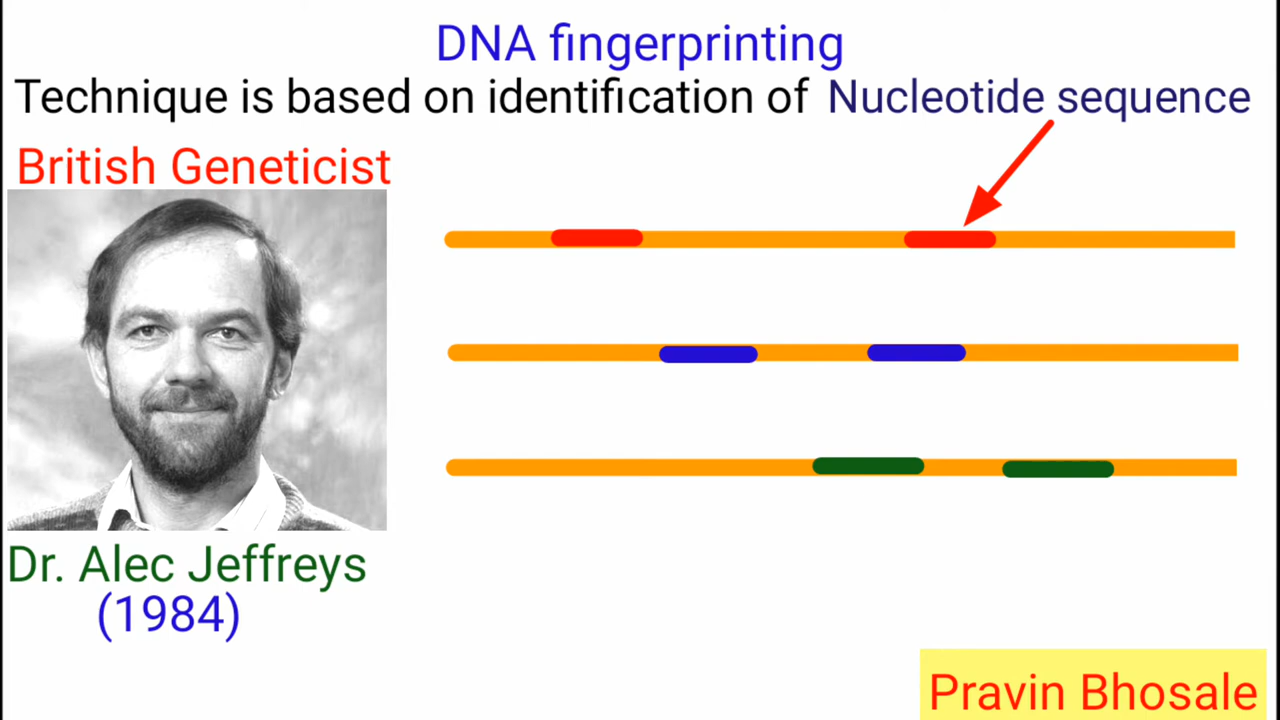 DNA fingerprinting
Technique is based on identification of Nucleotide sequence
British Geneticist
Dr. Alec Jeffreys
(1984)
Pravin Bhosale